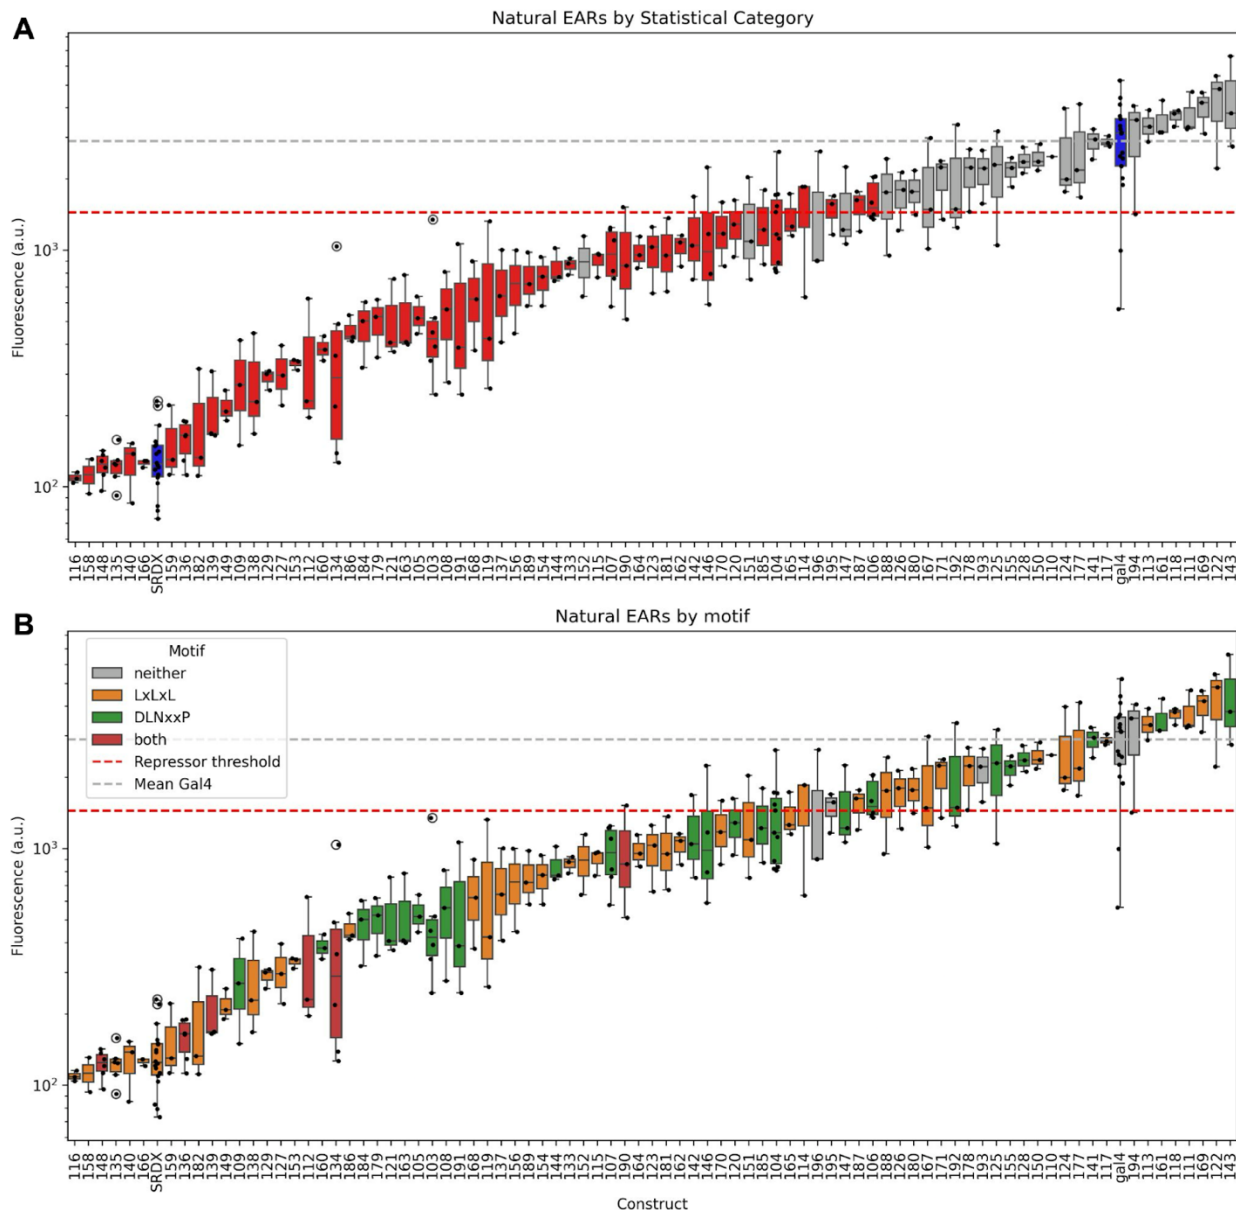 A
Natural EARs by Statistical Category
Fluorescence (a.u.)
10³
10²
116 158 148 135 140 166 SRDX 159 136 182 139 149 109 138 129 127 153 112 160 134 186 184 179 121 163 105 103 108 191 168 119 137 156 189 154 144 133 152 115 107 190 164 123 181 162 142 146 170 120 151 185 104 165 114 196 195 147 187 106 188 126 180 167 171 192 178 193 125 155 128 150 110 124 177 141 117 gal4 194 113 161 118 111 169 122 143
B
Natural EARs by motif
Motif
neither
LxLxL
DLNxxP
both
Repressor threshold
Mean Gal4
Fluorescence (a.u.)
10³
10²
116 158 148 135 140 166 SRDX 159 136 182 139 149 109 138 129 127 153 112 160 134 186 184 179 121 163 105 103 108 191 168 119 137 156 189 154 144 133 152 115 107 190 164 123 181 162 142 146 170 120 151 185 104 165 114 196 195 147 187 106 188 126 180 167 171 192 178 193 125 155 128 150 110 124 177 141 117 gal4 194 113 161 118 111 169 122 143
Construct